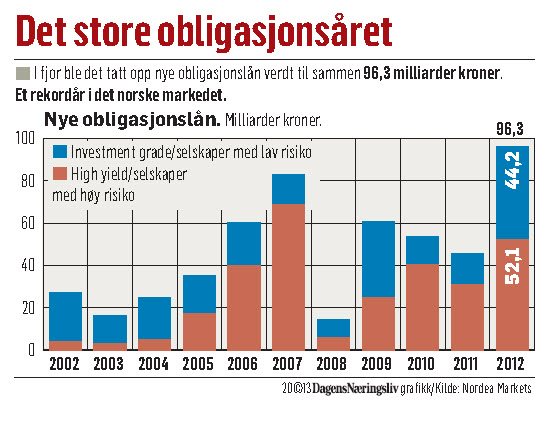 Det store obligasjonsåret
I fjor ble det tatt opp nye obligasjonslån verdt til sammen 96,3 milliarder kroner.
Et rekordår i det norske markedet.
Nye obligasjonslån. Milliarder kroner.
100
80
60
40
20
0
Investment grade/selskaper med lav risiko
High yield/selskaper
med høy risiko
96,3
44,2
52,1
2002 2003 2004 2005 2006 2007 2008 2009 2010 2011 2012
20©13 DagensNæringsliv grafikk/Kilde: Nordea Markets